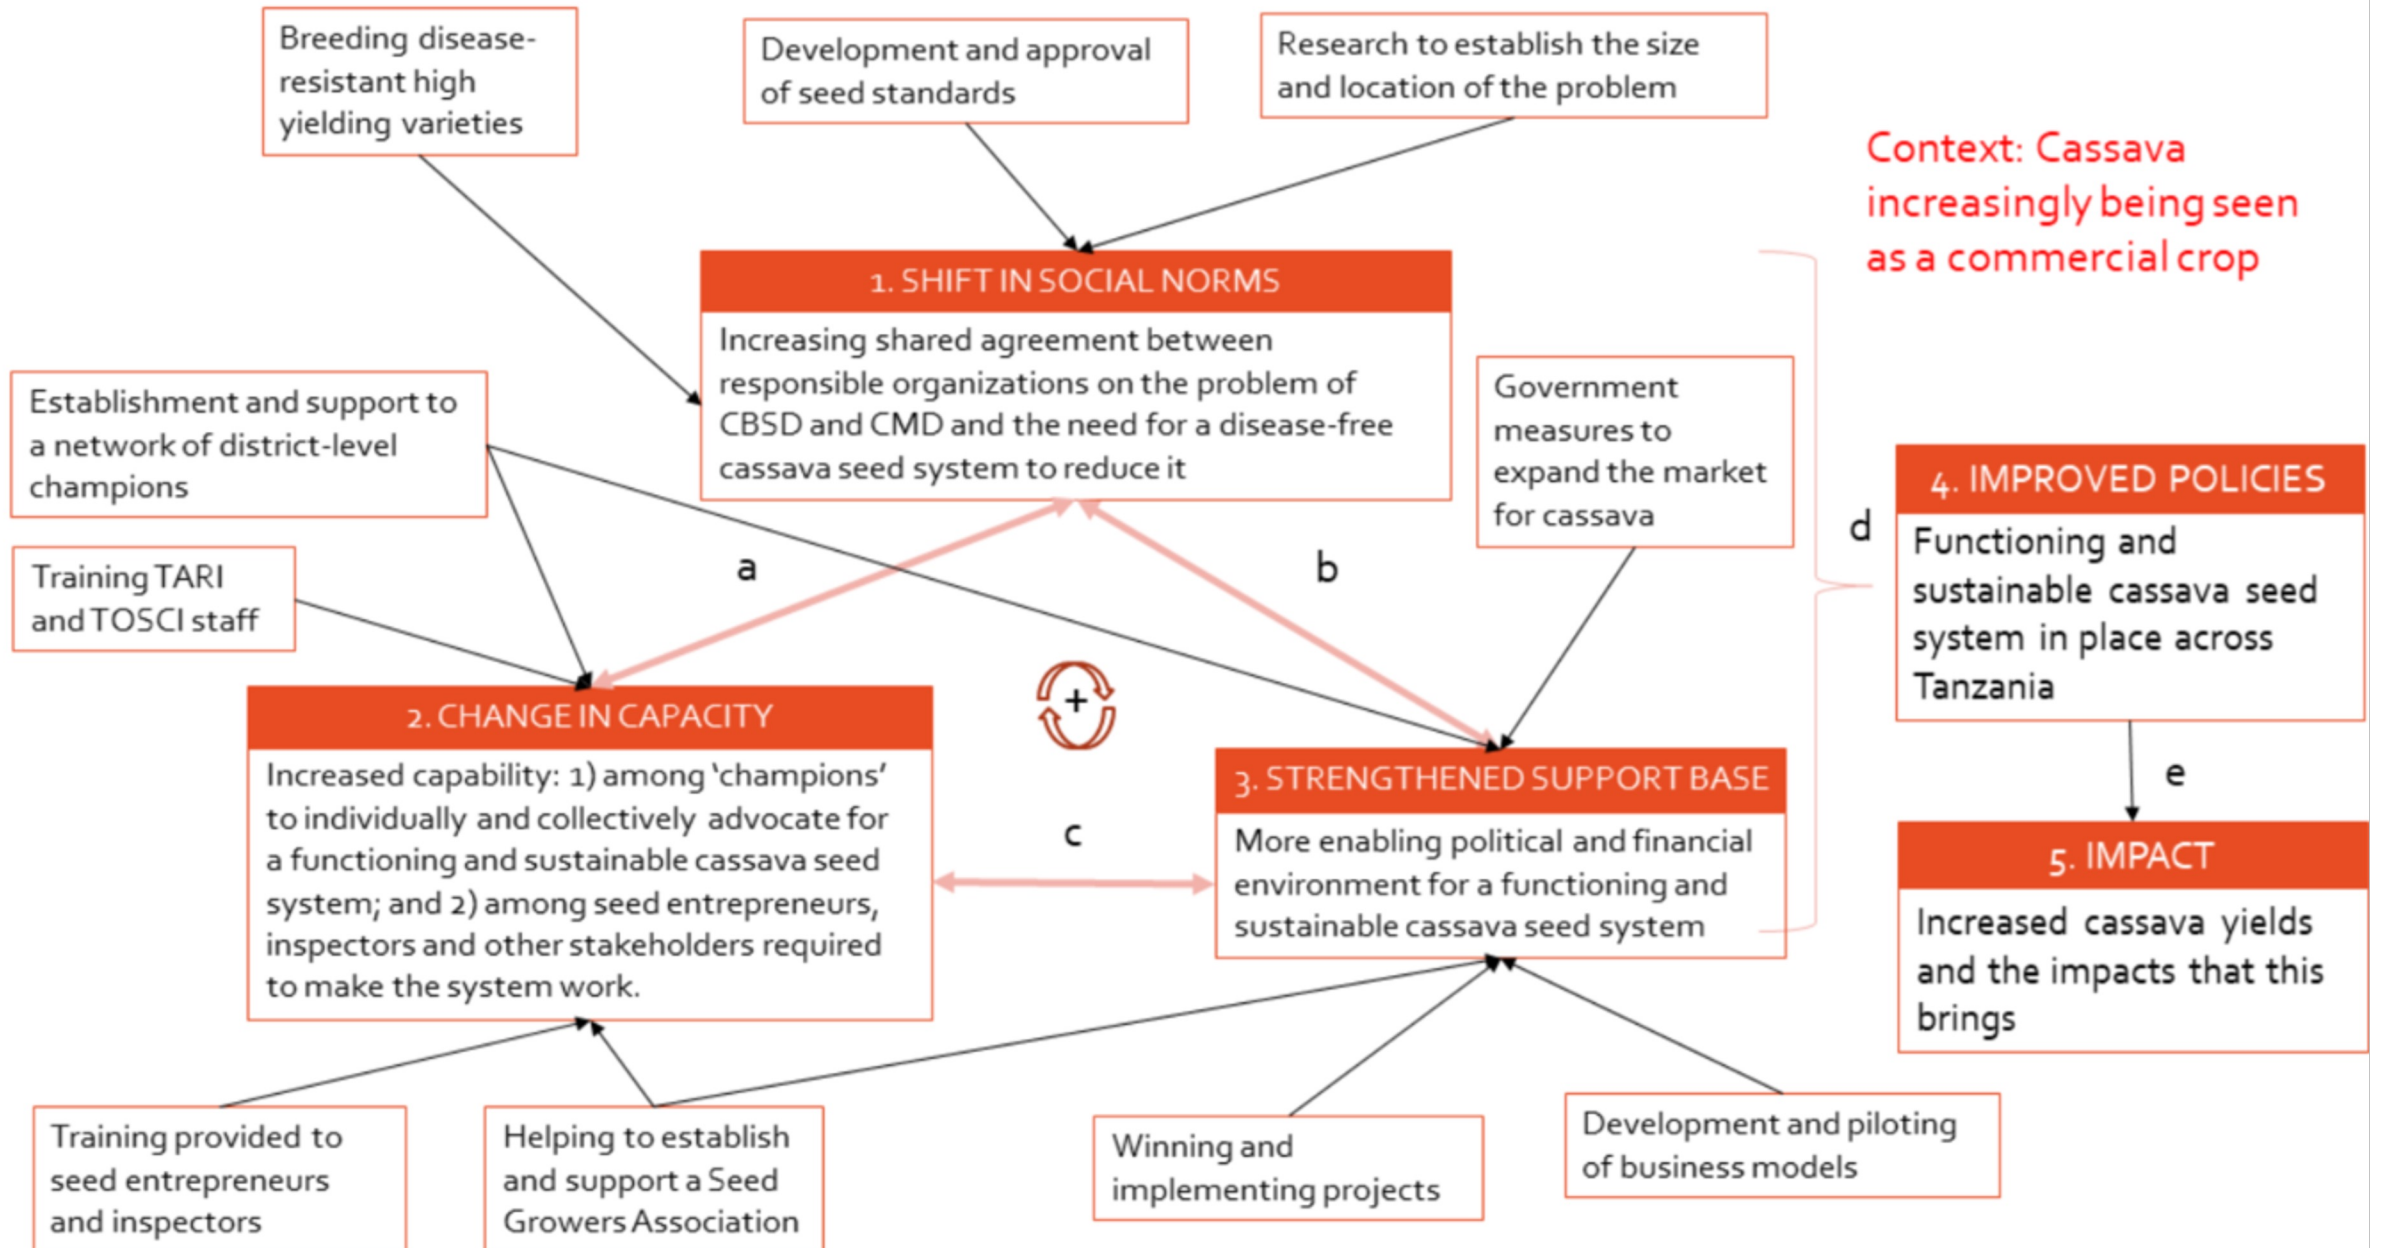 Breeding disease-
resistant high
yielding varieties
Development and approval
of seed standards
Research to establish the size
and location of the problem
Context: Cassava
increasingly being seen
as a commercial crop
1. SHIFT IN SOCIAL NORMS
Increasing shared agreement between
responsible organizations on the problem of
CBSD and CMD and the need for a disease-free
cassava seed system to reduce it
Establishment and support to
a network of district-level
champions
Government
measures to
expand the market
for cassava
Training TARI
and TOSCI staff
a
b
d
4. IMPROVED POLICIES
Functioning and
sustainable cassava seed
system in place across
Tanzania
+
2. CHANGE IN CAPACITY
Increased capability: 1) among ‘champions’
to individually and collectively advocate for
a functioning and sustainable cassava seed
system; and 2) among seed entrepreneurs,
inspectors and other stakeholders required
to make the system work.
c
3. STRENGTHENED SUPPORT BASE
More enabling political and financial
environment for a functioning and
sustainable cassava seed system
e
5. IMPACT
Increased cassava yields
and the impacts that this
brings
Training provided to
seed entrepreneurs
and inspectors
Helping to establish
and support a Seed
Growers Association
Winning and
implementing projects
Development and piloting
of business models